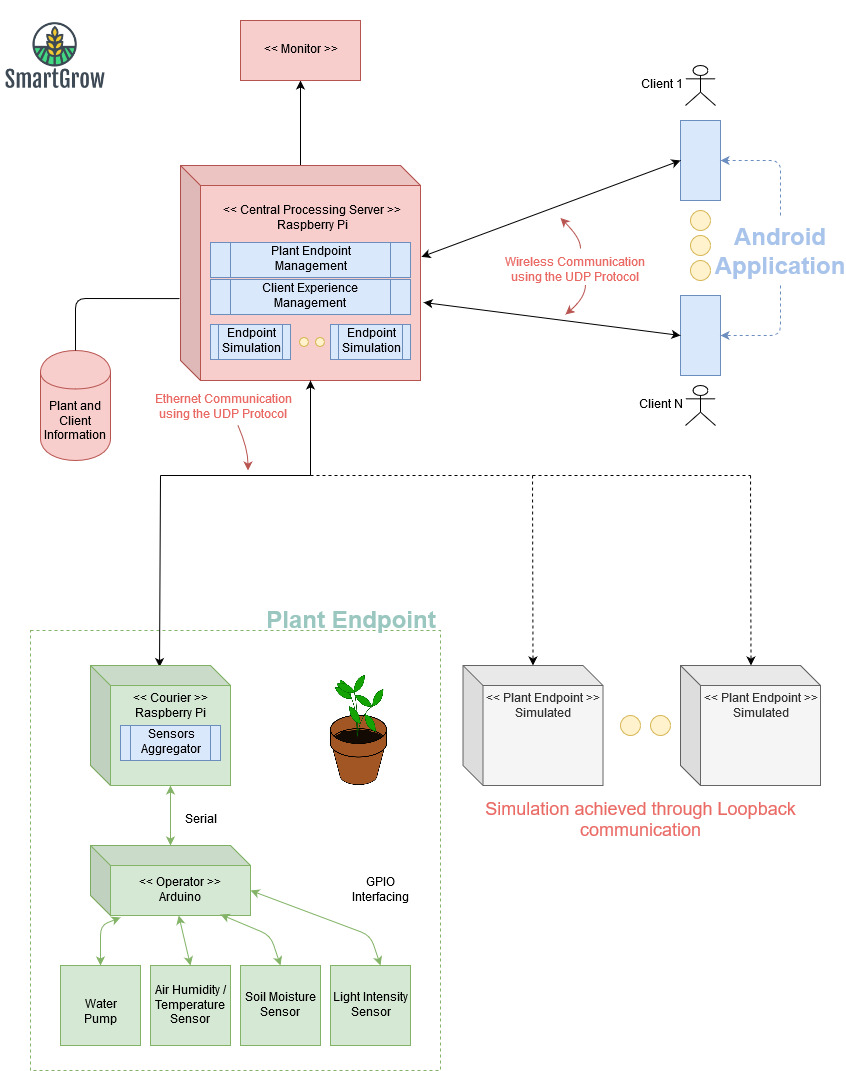 SmartGrow
<< Monitor >>
Client 1
<< Central Processing Server >>
Raspberry Pi
Plant Endpoint
Management
Client Experience
Management
Endpoint
Simulation
Endpoint
Simulation
Wireless Communication
using the UDP Protocol
Android
Application
Plant and
Client
Information
Client N
Ethernet Communication
using the UDP Protocol
Plant Endpoint
<< Courier >>
Raspberry Pi
Sensors
Aggregator
<< Plant Endpoint >>
Simulated
<< Plant Endpoint >>
Simulated
Simulation achieved through Loopback
communication
Serial
<< Operator >>
Arduino
GPIO
Interfacing
Water
Pump
Air Humidity /
Temperature
Sensor
Soil Moisture
Sensor
Light Intensity
Sensor